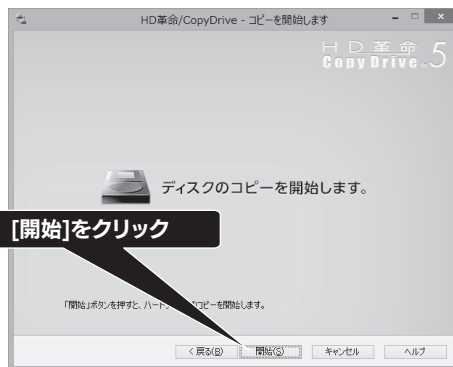 HD革命/CopyDrive - コピーを開始します
HD革命
Copy Drive 5
ディスクのコピーを開始します。
[開始]をクリック
「開始」ボタンを押すと、ハード のコピーを開始します。
< 戻る(B) 開始(S) キャンセル ヘルプ